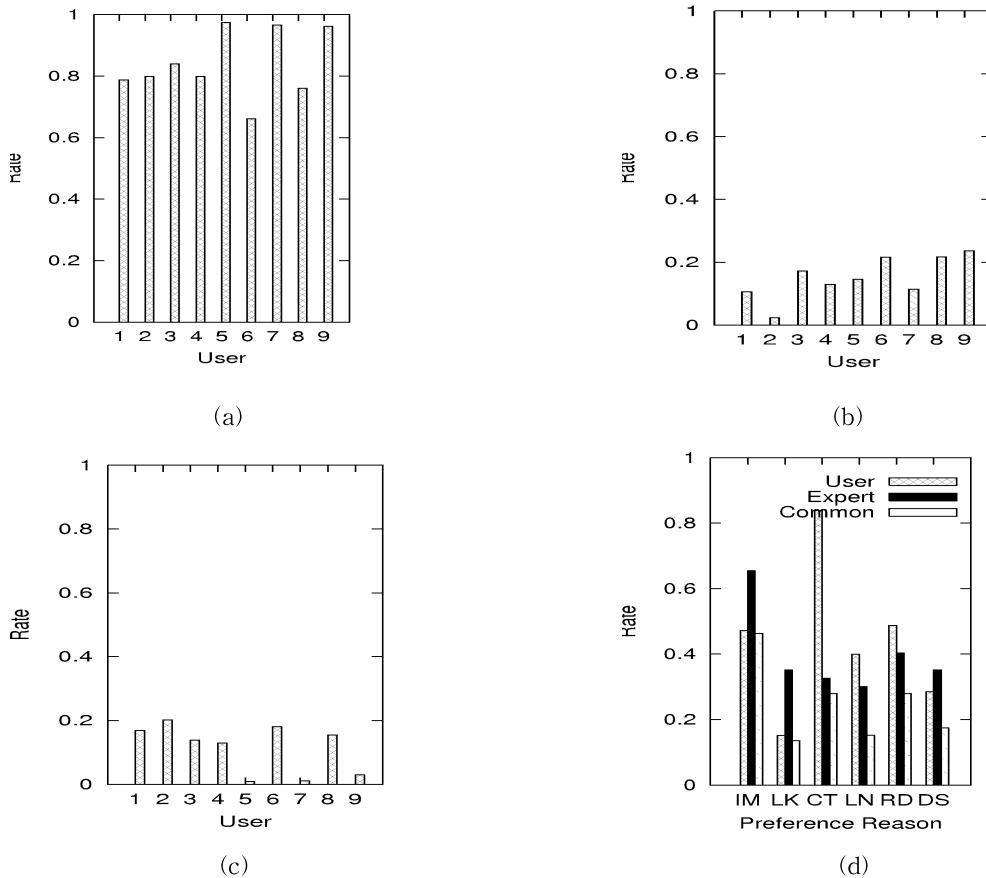 1
0.8
0.6
0.4
0.2
0
Rate
1 2 3 4 5 6 7 8 9
User
(a)
1
0.8
0.6
0.4
0.2
0
Rate
1 2 3 4 5 6 7 8 9
User
(b)
1
0.8
0.6
0.4
0.2
0
Rate
1 2 3 4 5 6 7 8 9
User
(c)
1
0.8
0.6
0.4
0.2
0
Rate
User
Expert
Common
IM LK CT LN RD DS
Preference Reason
(d)